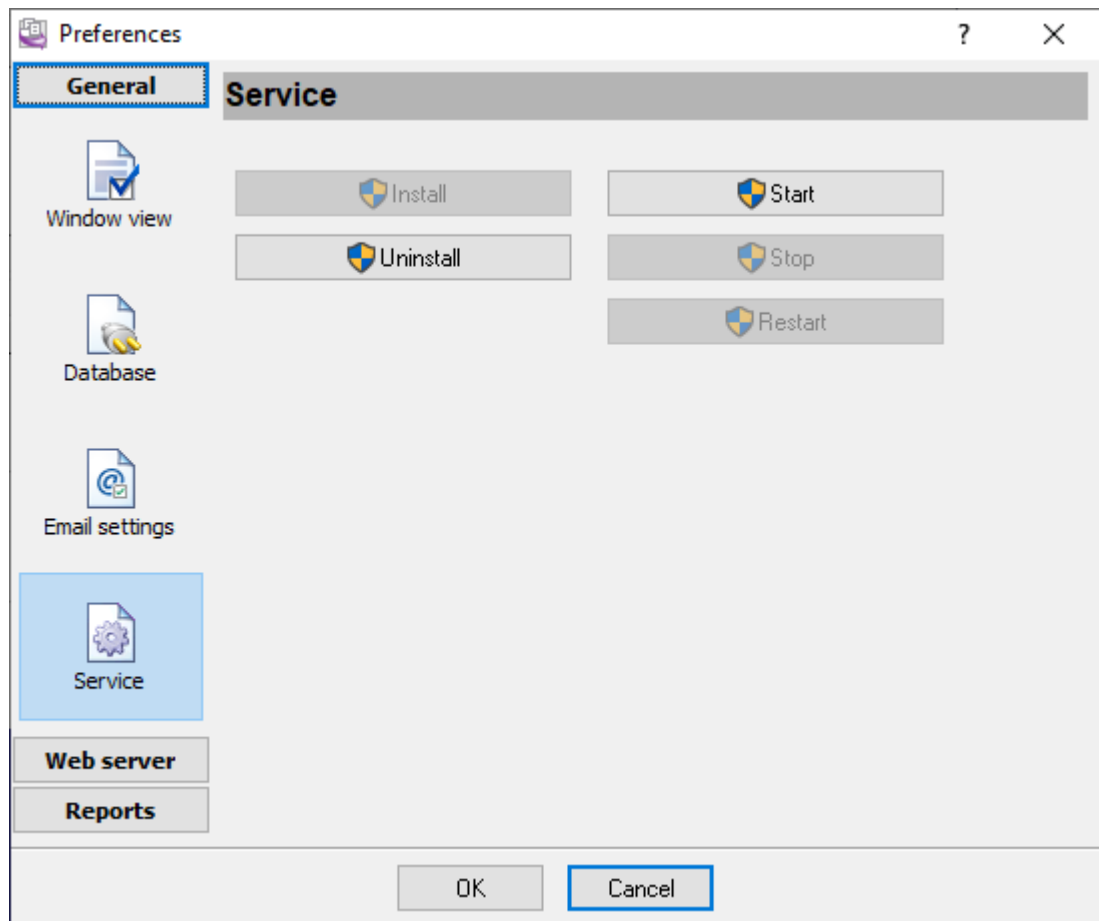 Preferences
?
General
Service
Install
Start
Window view
Uninstall
Stop
Restart
Database
Email settings
Service
Web server
Reports
OK
Cancel